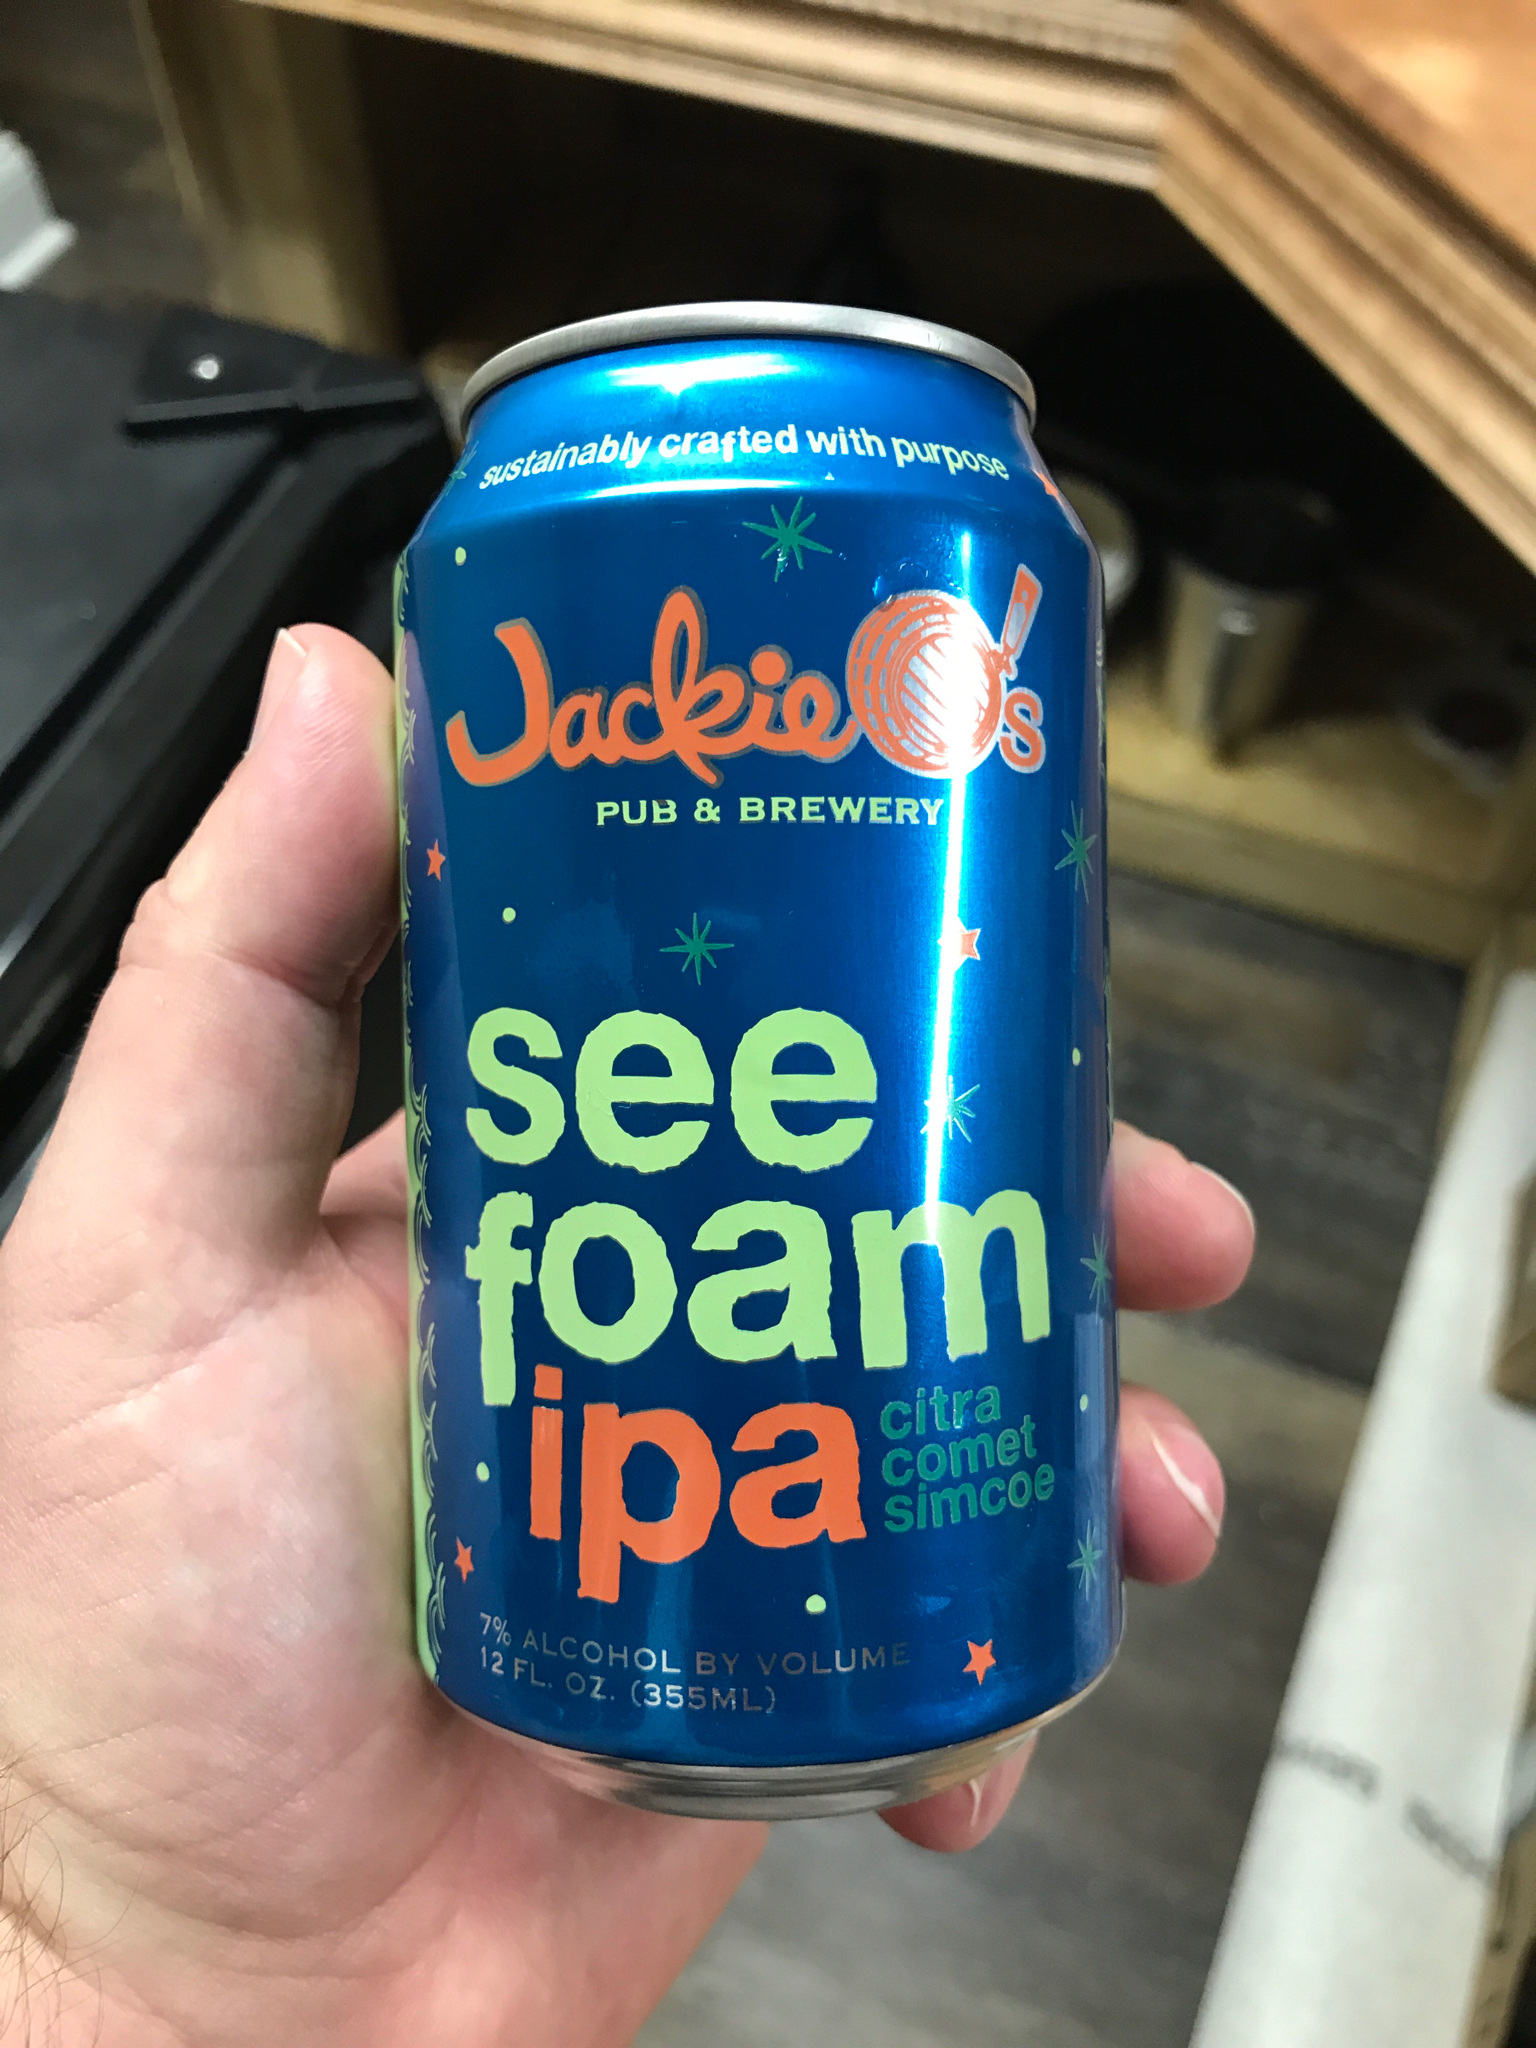 sustainably crafted with purpose
Jackie O's
PUB & BREWERY
see
foam
ipa
citra
comet
simcoe
7% ALCOHOL BY VOLUME
12 FL. OZ. (355ML)